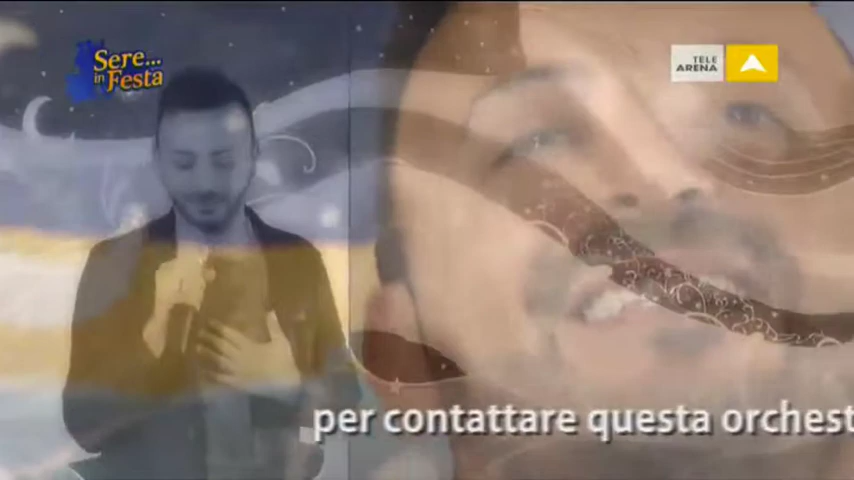 Sere...
in Festa
TELE
ARENA
per contattare questa orchest